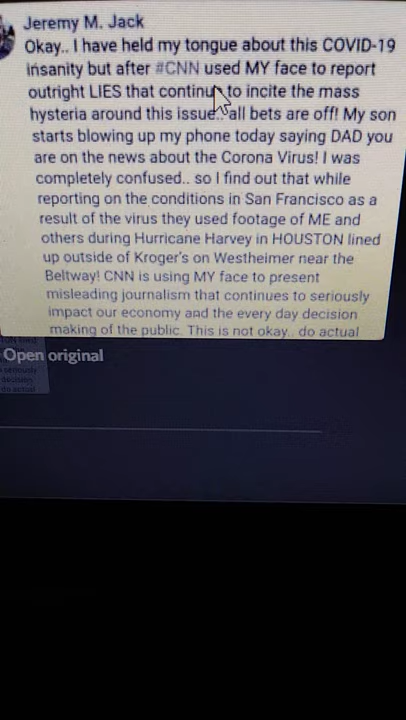 Jeremy M. Jack
Okay.. I have held my tongue about this COVID-19
insanity but after #CNN used MY face to report
outright LIES that continue to incite the mass
hysteria around this issue.. all bets are off! My son
starts blowing up my phone today saying DAD you
are on the news about the Corona Virus! I was
completely confused.. so I find out that while
reporting on the conditions in San Francisco as a
result of the virus they used footage of ME and
others during Hurricane Harvey in HOUSTON lined
up outside of Kroger's on Westheimer near the
Beltway! CNN is using MY face to present
misleading journalism that continues to seriously
impact our economy and the every day decision
making of the public. This is not okay.. do actual
Open original